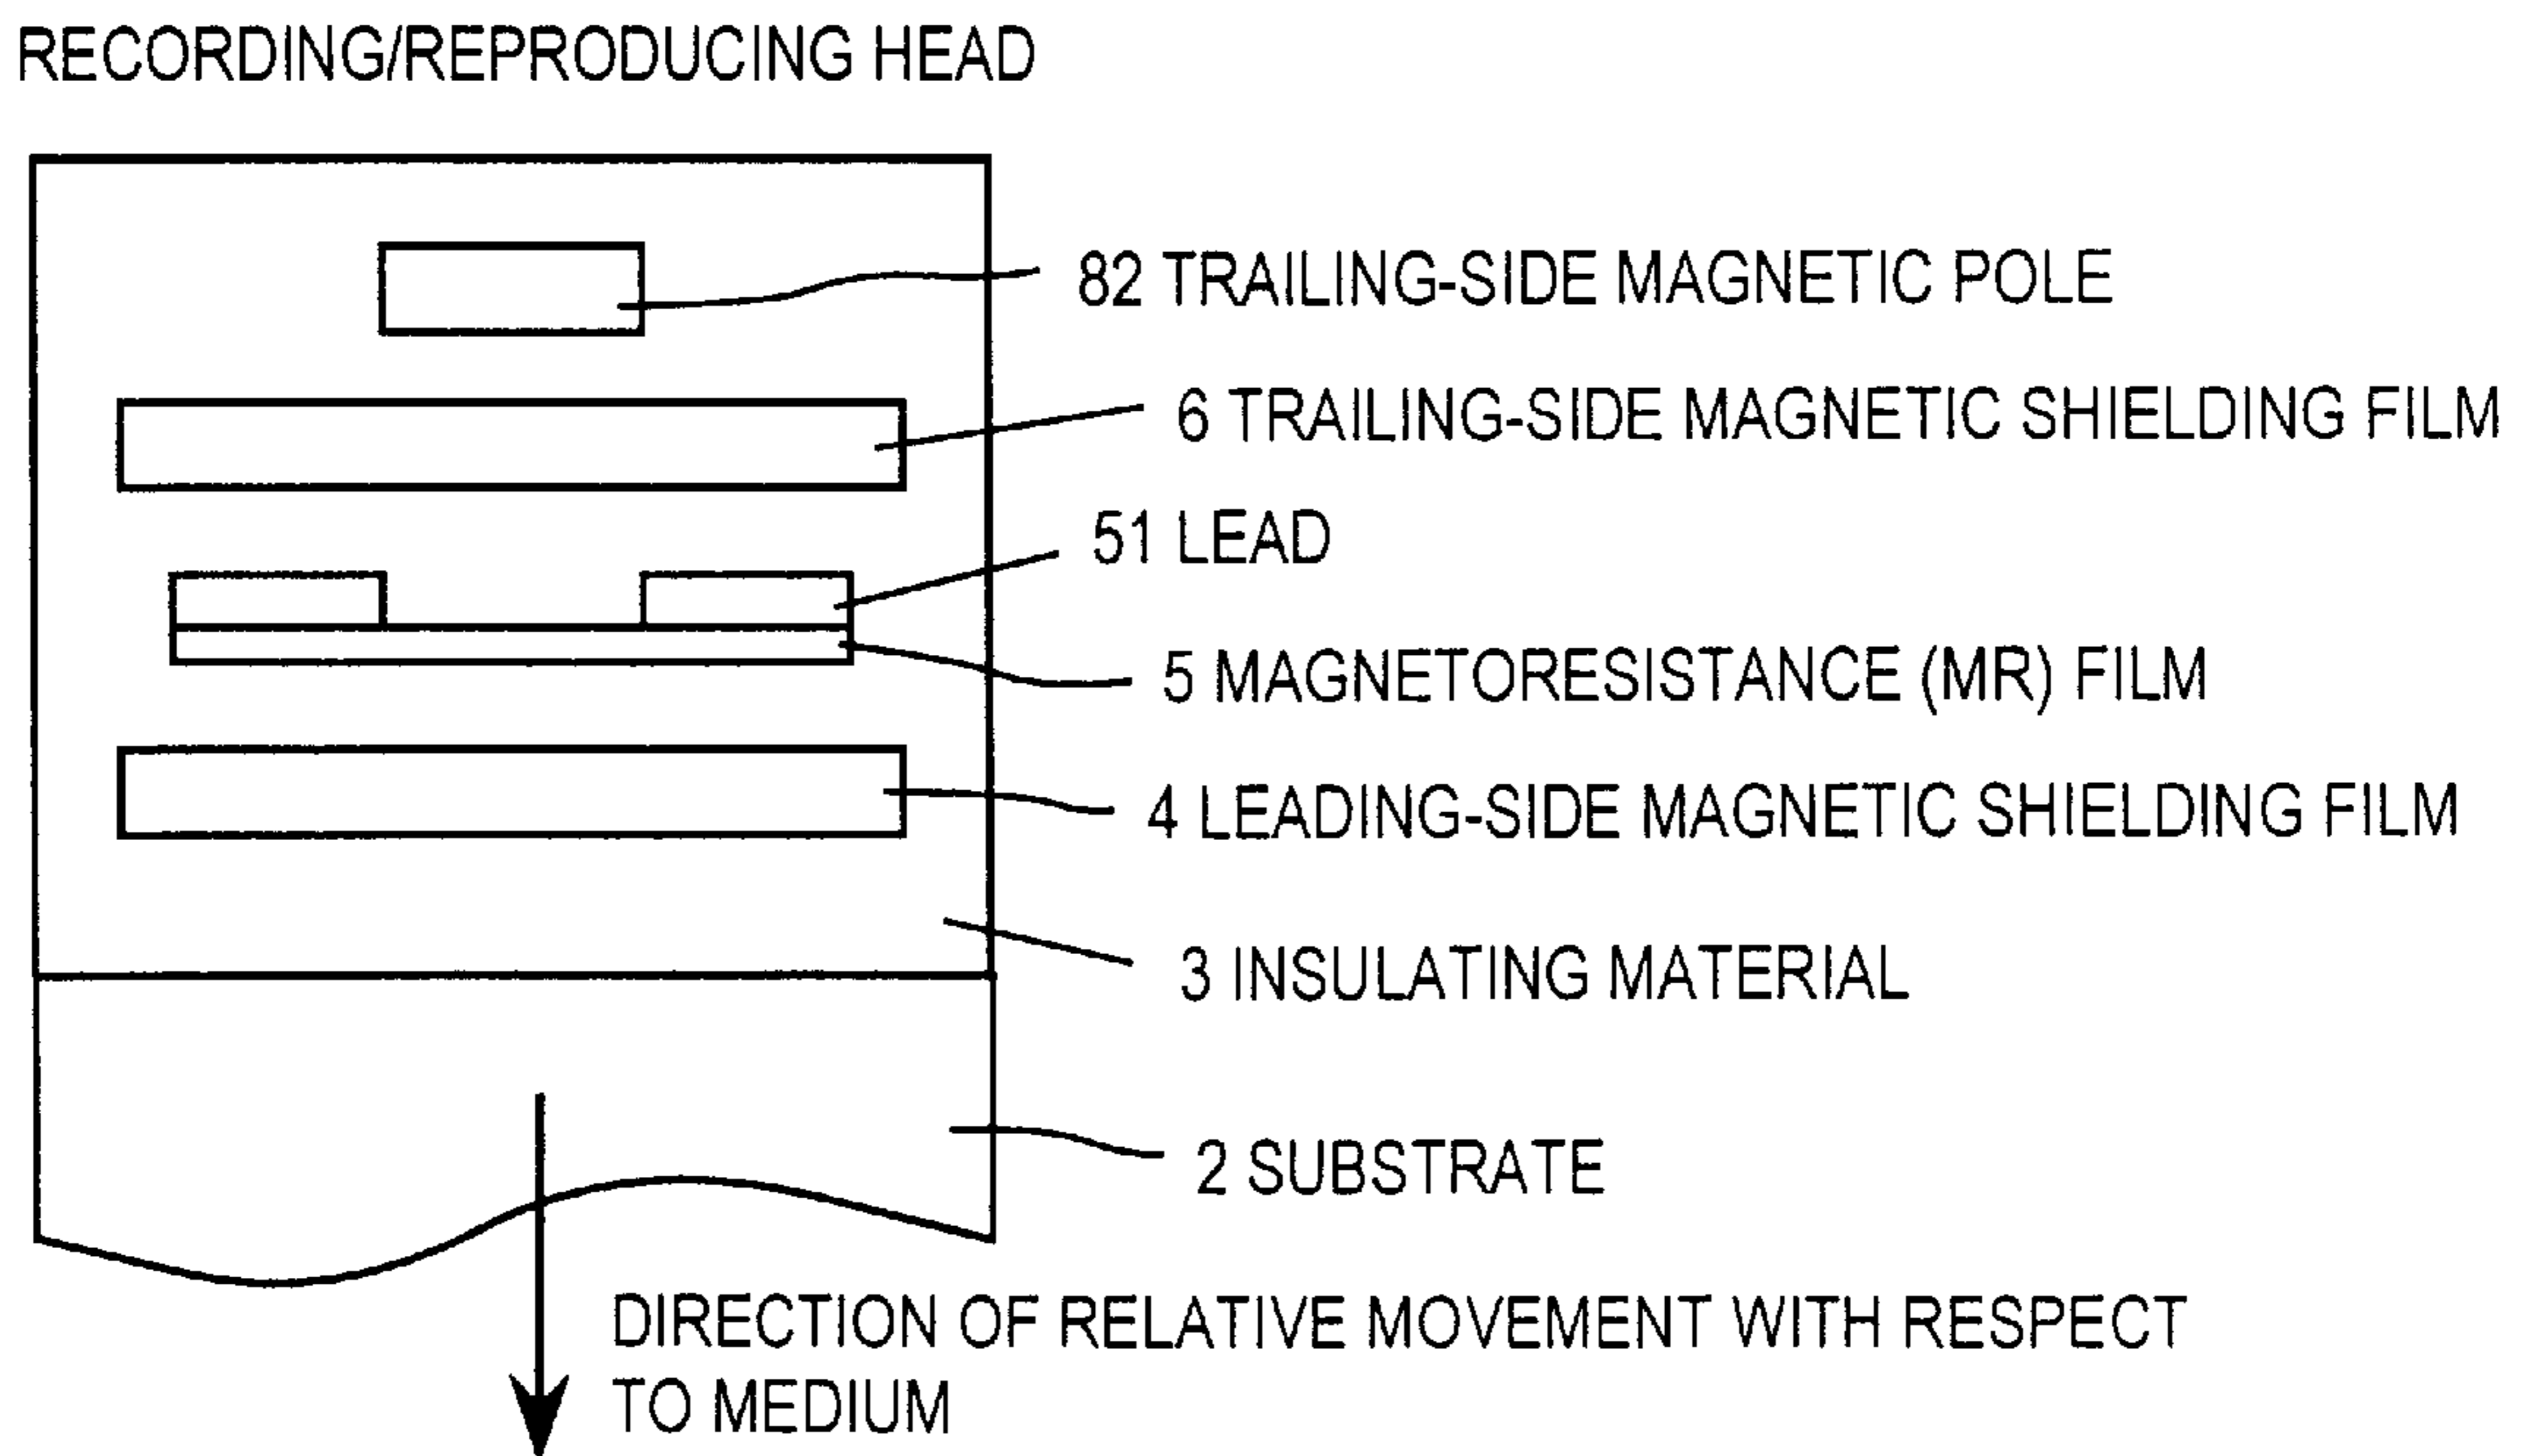 RECORDING/REPRODUCING HEAD
82 TRAILING-SIDE MAGNETIC POLE
6 TRAILING-SIDE MAGNETIC SHIELDING FILM
51 LEAD
5 MAGNETORESISTANCE (MR) FILM
4 LEADING-SIDE MAGNETIC SHIELDING FILM
3 INSULATING MATERIAL
2 SUBSTRATE
DIRECTION OF RELATIVE MOVEMENT WITH RESPECT
TO MEDIUM